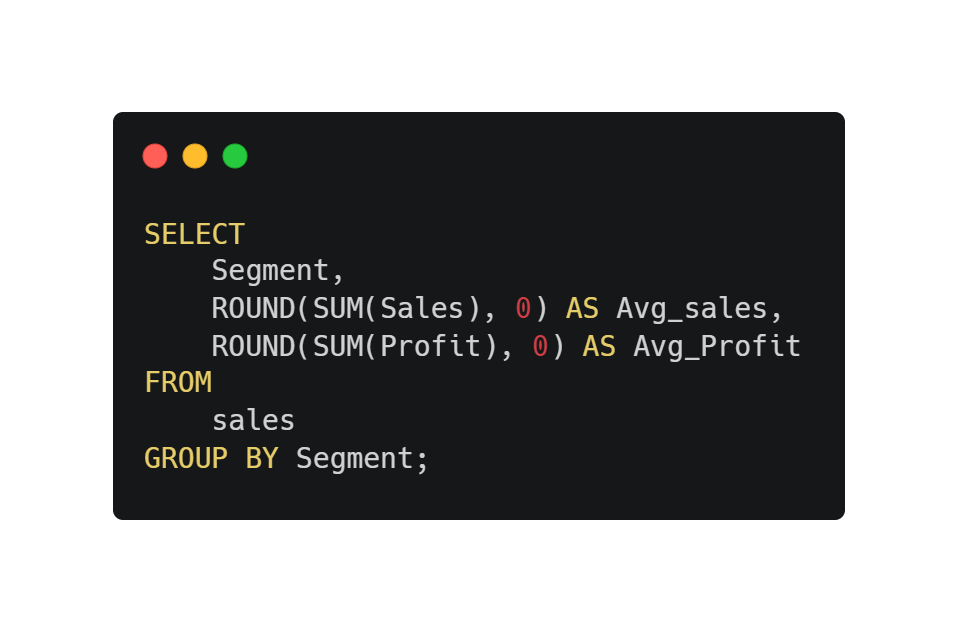 SELECT
    Segment,
    ROUND(SUM(Sales), 0) AS Avg_sales,
    ROUND(SUM(Profit), 0) AS Avg_Profit
FROM
    sales
GROUP BY Segment;